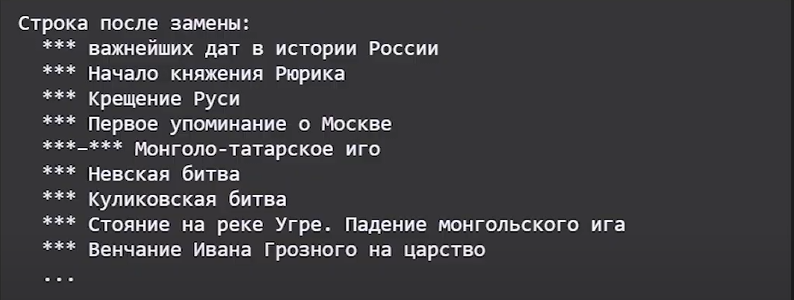 Строка после замены:
*** важнейших дат в истории России
*** Начало княжения Рюрика
*** Крещение Руси
*** Первое упоминание о Москве
***–*** Монголо-татарское иго
*** Невская битва
*** Куликовская битва
*** Стояние на реке Угре. Падение монгольского ига
*** Венчание Ивана Грозного на царство
...